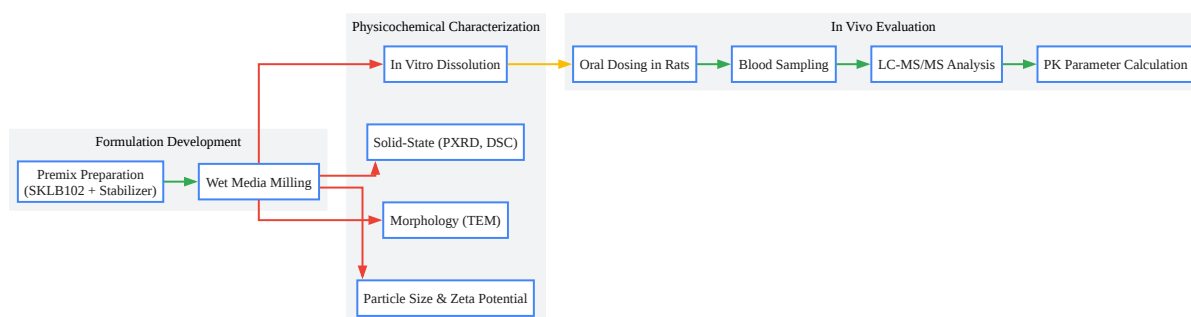 Formulation Development
Premix Preparation
(SKLB102 + Stabilizer)
Wet Media Milling
Physicochemical Characterization
In Vitro Dissolution
Solid-State (PXRD, DSC)
Morphology (TEM)
Particle Size & Zeta Potential
In Vivo Evaluation
Oral Dosing in Rats
Blood Sampling
LC-MS/MS Analysis
PK Parameter Calculation